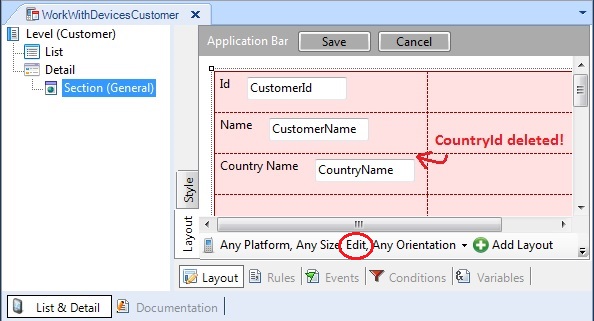 WorkWithDevicesCustomer
Level (Customer)
List
Detail
Section (General)
Application Bar Save Cancel
Id CustomerId
Name CustomerName
CountryId deleted!
Country Name CountryName
Style
Layout
Any Platform, Any Size, Edit, Any Orientation Add Layout
Layout Rules Events Conditions Variables
List & Detail Documentation